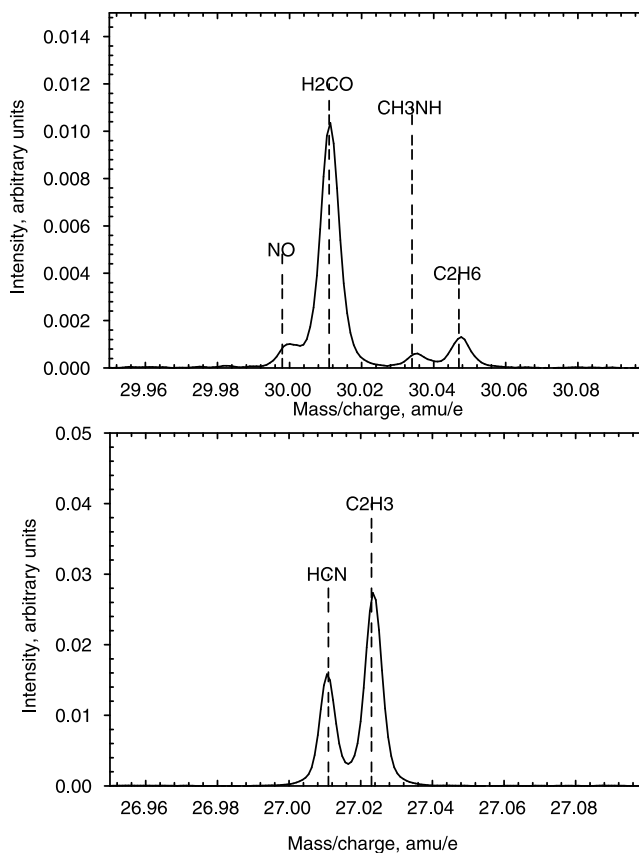 0.014
0.012
0.010
0.008
0.006
0.004
0.002
0.000
Intensity, arbitrary units
H2CO
CH3NH
NO
C2H6
29.96 29.98 30.00 30.02 30.04 30.06 30.08
Mass/charge, amu/e
0.05
0.04
0.03
0.02
0.01
0.00
Intensity, arbitrary units
C2H3
HCN
26.96 26.98 27.00 27.02 27.04 27.06 27.08
Mass/charge, amu/e